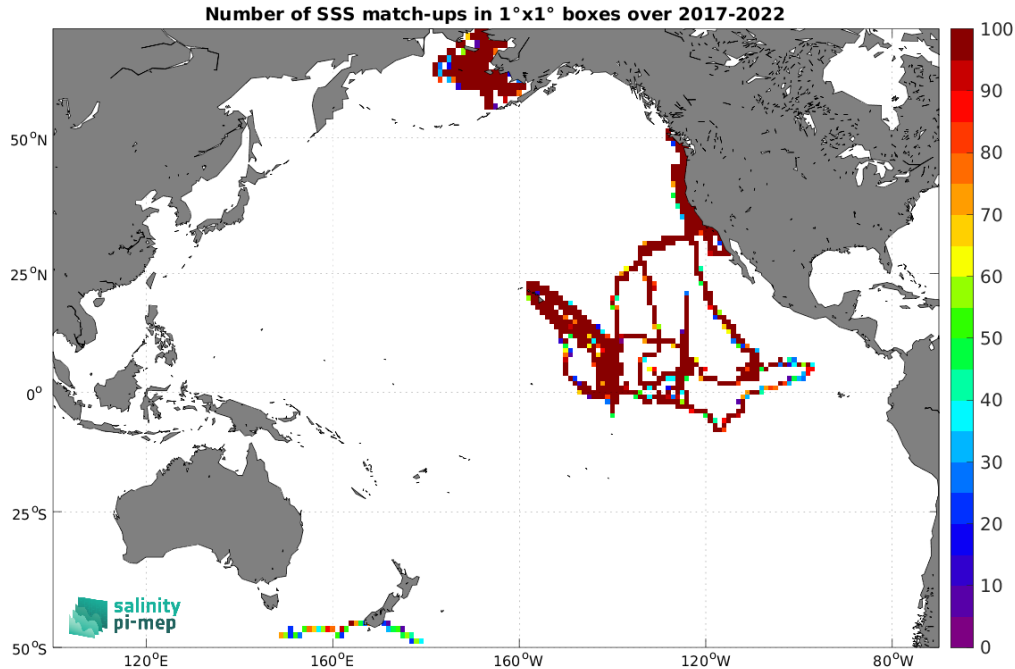 Number of SSS match-ups in 1°x1° boxes over 2017-2022
100
90
80
70
60
50
40
30
20
10
0
50°N
25°N
0°
25°S
50°S
120°E
160°E
160°W
120°W
80°W
salinity
pi-mep